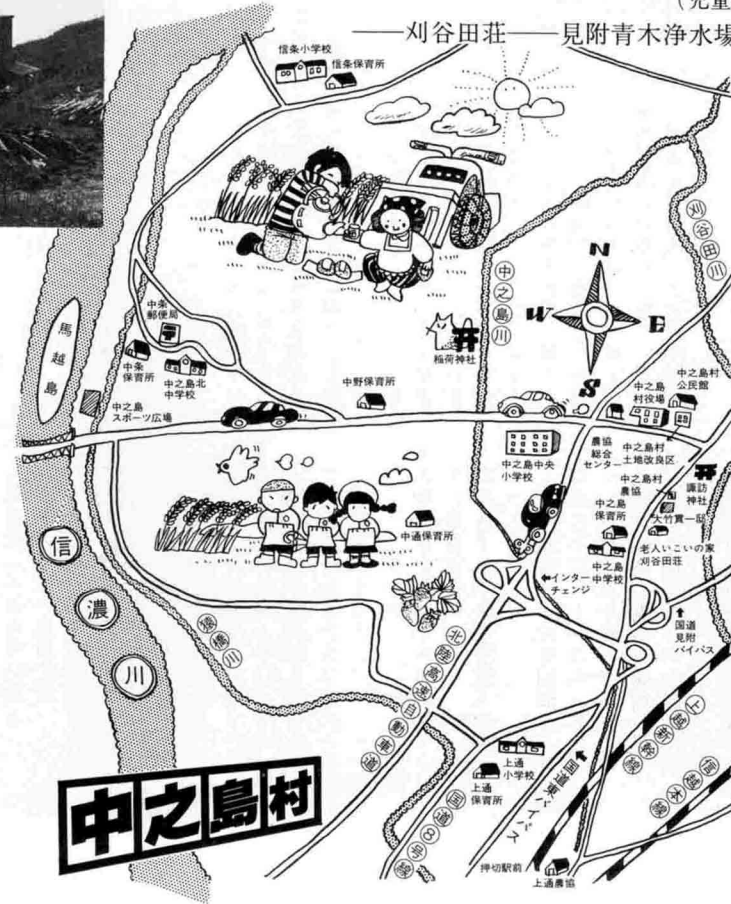 (児童
──刈谷田荘──見附青木浄水場
信条小学校
信条保育所
刈谷田川
中之島川
N
W
E
S
稲荷神社
馬越島
中条
郵便局
中条
保育所
中之島北
中学校
中之島
スポーツ広場
中野保育所
中之島
村役場
中之島村
公民館
中之島中央
小学校
農協
総合
センター
中之島村
土地改良区
中之島村
農協
諏訪
神社
中之島
保育所
大竹貫一邸
老人いこいの家
刈谷田荘
中之島
中学校
中通保育所
←インター
チェンジ
↑
国道
見附
バイパス
信濃川
猿橋川
北陸高速自動車道
上越新幹線
信越本線
上通
小学校
上通
保育所
国道8号線
国道東バイパス
押切駅前
上通農協
中之島村